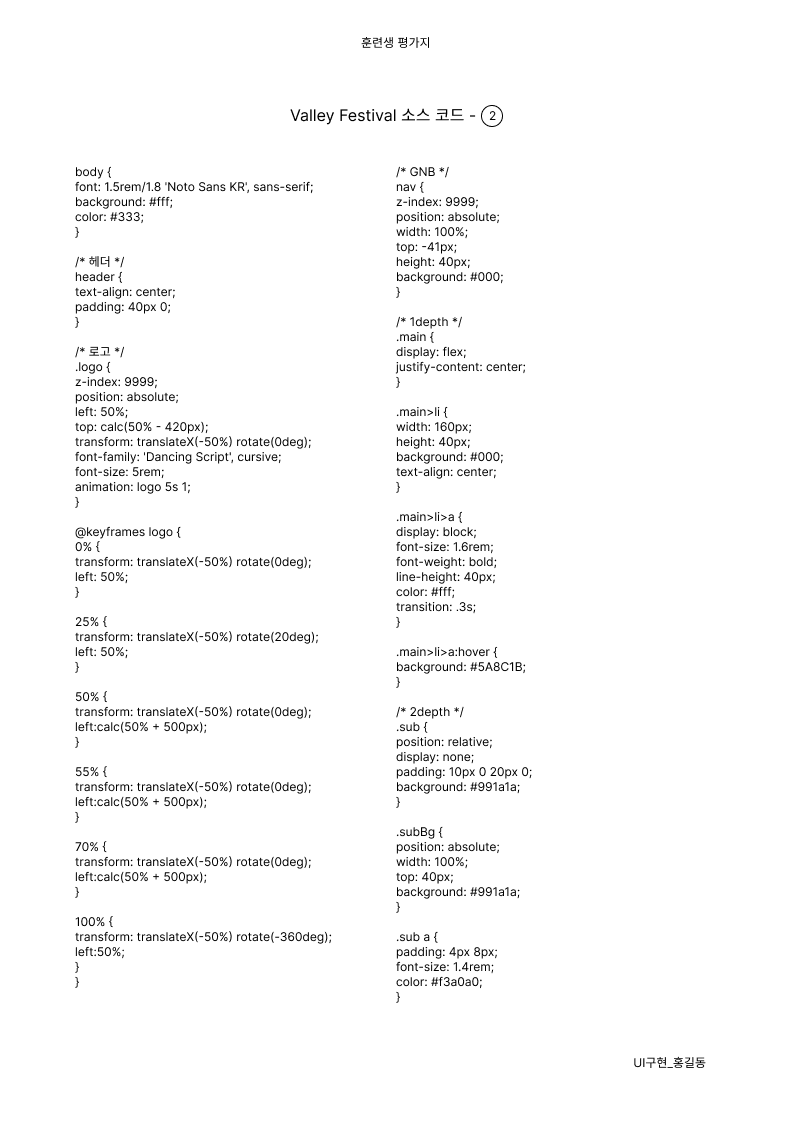 훈련생 평가지
Valley Festival 소스 코드 - ②
body {
font: 1.5rem/1.8 'Noto Sans KR', sans-serif;
background: #fff;
color: #333;
}
/* 헤더 */
header {
text-align: center;
padding: 40px 0;
}
/* 로고 */
.logo {
z-index: 9999;
position: absolute;
left: 50%;
top: calc(50% - 420px);
transform: translateX(-50%) rotate(0deg);
font-family: 'Dancing Script', cursive;
font-size: 5rem;
animation: logo 5s 1;
}
@keyframes logo {
0% {
transform: translateX(-50%) rotate(0deg);
left: 50%;
}
25% {
transform: translateX(-50%) rotate(20deg);
left: 50%;
}
50% {
transform: translateX(-50%) rotate(0deg);
left:calc(50% + 500px);
}
55% {
transform: translateX(-50%) rotate(0deg);
left:calc(50% + 500px);
}
70% {
transform: translateX(-50%) rotate(0deg);
left:calc(50% + 500px);
}
100% {
transform: translateX(-50%) rotate(-360deg);
left:50%;
}
}
/* GNB */
nav {
z-index: 9999;
position: absolute;
width: 100%;
top: -41px;
height: 40px;
background: #000;
}
/* 1depth */
.main {
display: flex;
justify-content: center;
}
.main>li {
width: 160px;
height: 40px;
background: #000;
text-align: center;
}
.main>li>a {
display: block;
font-size: 1.6rem;
font-weight: bold;
line-height: 40px;
color: #fff;
transition: .3s;
}
.main>li>a:hover {
background: #5A8C1B;
}
/* 2depth */
.sub {
position: relative;
display: none;
padding: 10px 0 20px 0;
background: #991a1a;
}
.subBg {
position: absolute;
width: 100%;
top: 40px;
background: #991a1a;
}
.sub a {
padding: 4px 8px;
font-size: 1.4rem;
color: #f3a0a0;
}
UI구현_홍길동